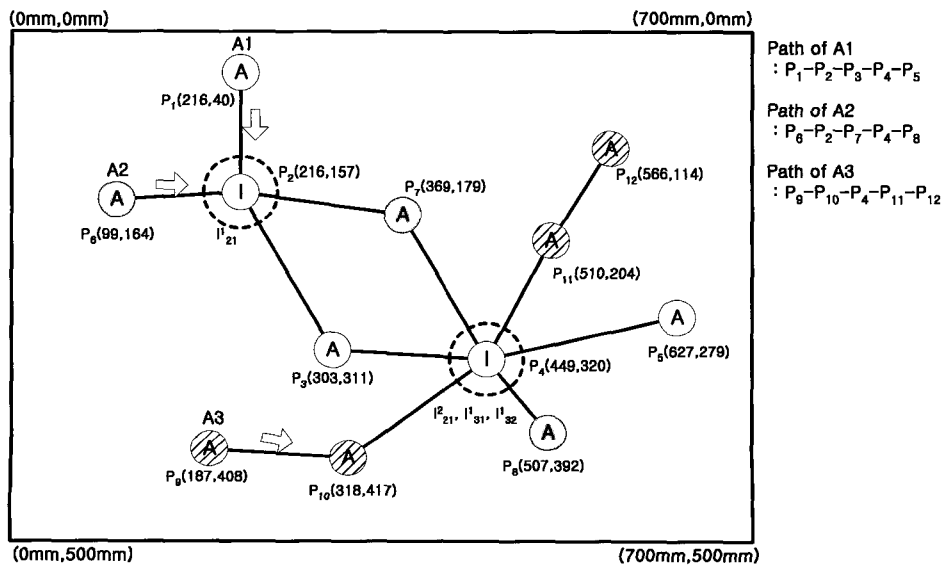 (0mm,0mm)
(700mm,0mm)
Path of A1
: P₁-P₂-P₃-P₄-P₅
Path of A2
: P₆-P₂-P₇-P₄-P₈
Path of A3
: P₉-P₁₀-P₄-P₁₁-P₁₂
A1
A
P₁(216,40)
A
P₁₂(566,114)
A2
A
P₆(99,164)
I
P₂(216,157)
I¹₂₁
P₇(369,179)
A
A
P₁₁(510,204)
A
P₅(627,279)
A
P₃(303,311)
I
P₄(449,320)
I²₂₁, I¹₃₁, I¹₃₂
A3
A
P₉(187,408)
A
P₁₀(318,417)
A
P₈(507,392)
(0mm,500mm)
(700mm,500mm)